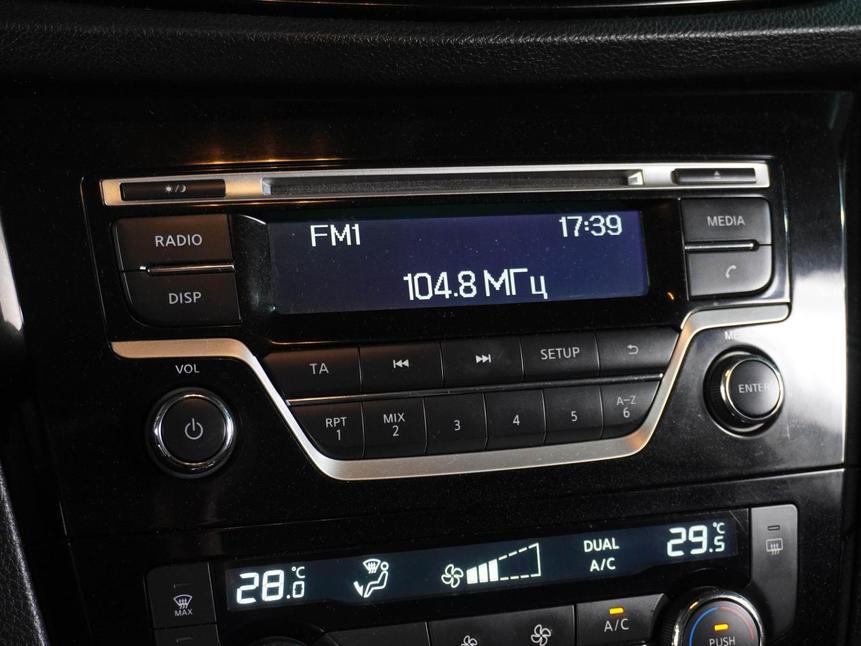 RADIO
DISP
FM1 17:39
104.8 МГц
MEDIA
VOL
TA
SETUP
ENTER
RPT
1
MIX
2
3
4
5
A-Z
6
28.0 °C
DUAL
A/C
29.5 °C
MAX
A/C
PUSH